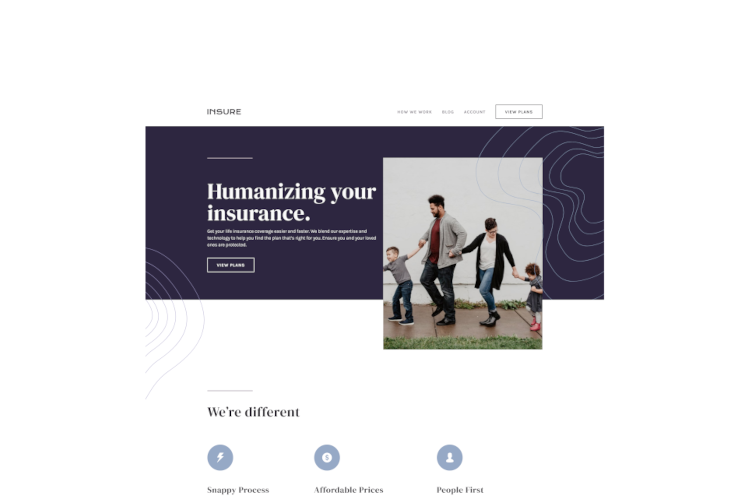 INSURE
HOW WE WORK BLOG ACCOUNT VIEW PLANS
Humanizing your
insurance.
Get your life insurance coverage easier and faster. We blend our expertise and
technology to help you find the plan that's right for you. Ensure you and your loved
ones are protected.
VIEW PLANS
We're different
Snappy Process Affordable Prices People First